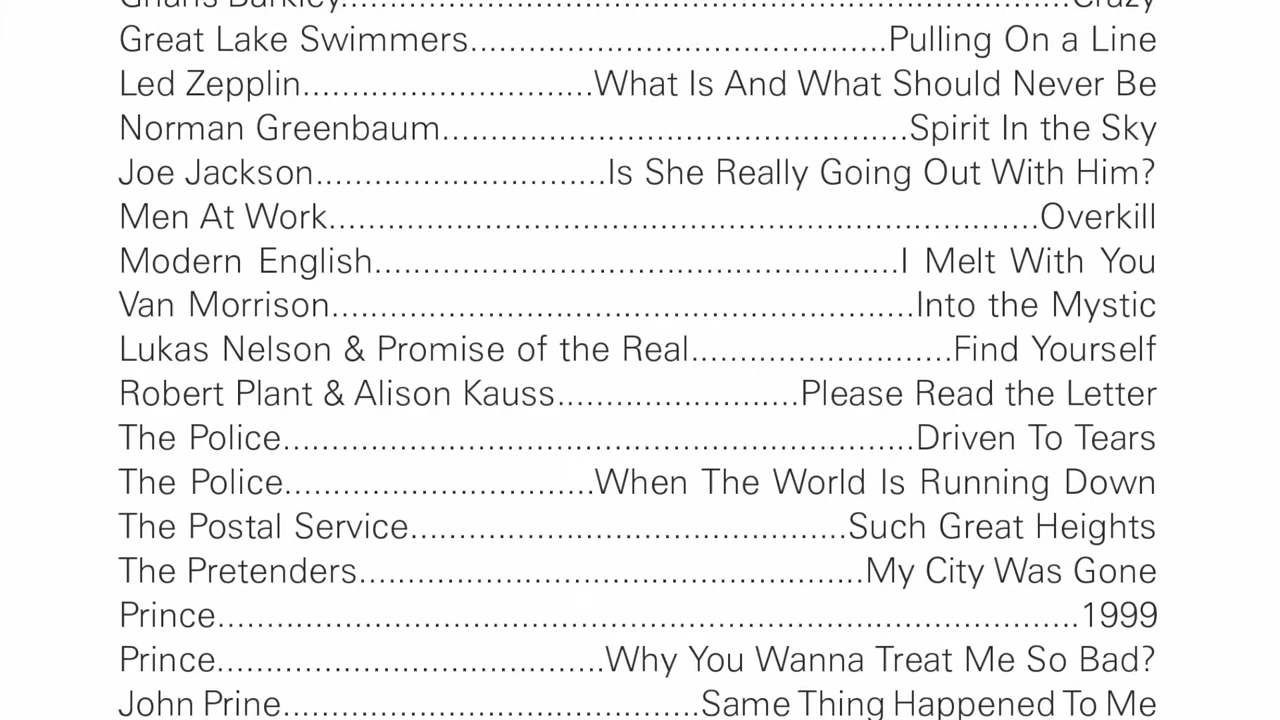 Gnarls Barkley..........................................................................Crazy
Great Lake Swimmers..........................................Pulling On a Line
Led Zepplin.............................What Is And What Should Never Be
Norman Greenbaum...............................................Spirit In the Sky
Joe Jackson.............................Is She Really Going Out With Him?
Men At Work........................................................................Overkill
Modern English.....................................................I Melt With You
Van Morrison...........................................................Into the Mystic
Lukas Nelson & Promise of the Real..........................Find Yourself
Robert Plant & Alison Kauss.........................Please Read the Letter
The Police................................................................Driven To Tears
The Police...............................When The World Is Running Down
The Postal Service............................................Such Great Heights
The Pretenders...................................................My City Was Gone
Prince.......................................................................................1999
Prince.......................................Why You Wanna Treat Me So Bad?
John Prine..........................................Same Thing Happened To Me